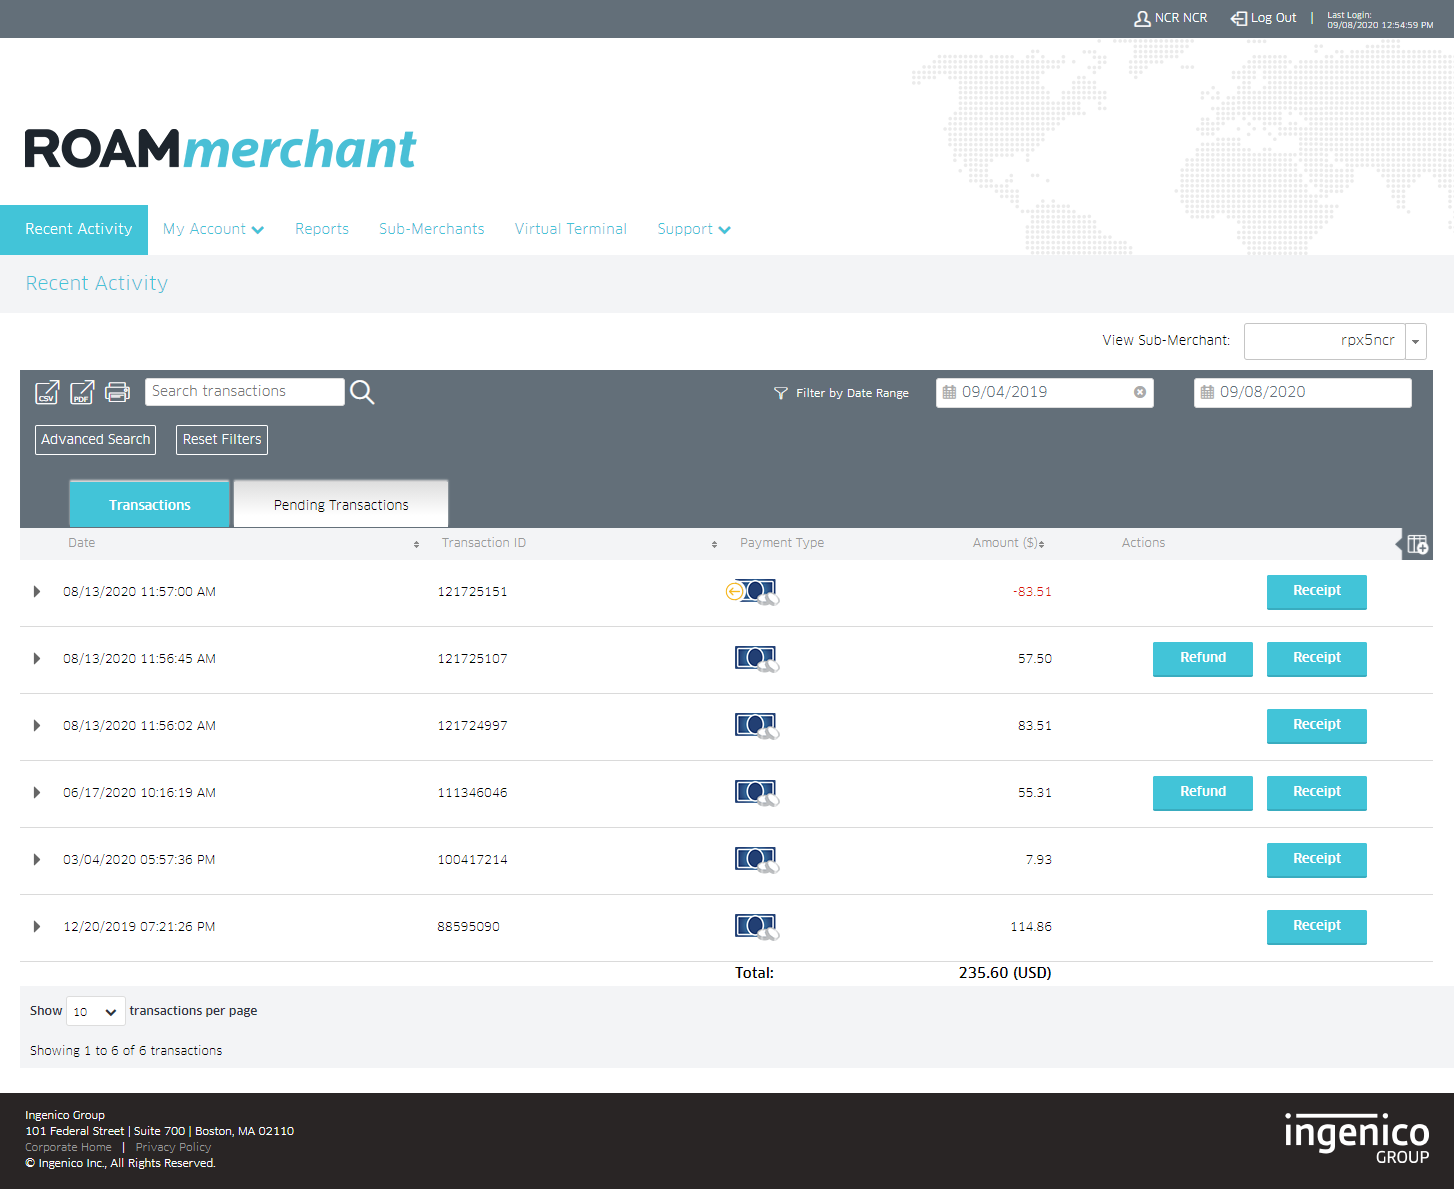 NCR NCR Log Out | Last Login:
09/08/2020 12:54:59 PM
ROAMmerchant
Recent Activity My Account Reports Sub-Merchants Virtual Terminal Support
Recent Activity
View Sub-Merchant: rpx5ncr
CSV PDF Search transactions Filter by Date Range 09/04/2019 09/08/2020
Advanced Search Reset Filters
Transactions Pending Transactions
Date Transaction ID Payment Type Amount ($) Actions
08/13/2020 11:57:00 AM 121725151 -83.51 Receipt
08/13/2020 11:56:45 AM 121725107 57.50 Refund Receipt
08/13/2020 11:56:02 AM 121724997 83.51 Receipt
06/17/2020 10:16:19 AM 111346046 55.31 Refund Receipt
03/04/2020 05:57:36 PM 100417214 7.93 Receipt
12/20/2019 07:21:26 PM 88595090 114.86 Receipt
Total: 235.60 (USD)
Show 10 transactions per page
Showing 1 to 6 of 6 transactions
Ingenico Group
101 Federal Street | Suite 700 | Boston, MA 02110
Corporate Home | Privacy Policy
© Ingenico Inc., All Rights Reserved.
ingenico
GROUP